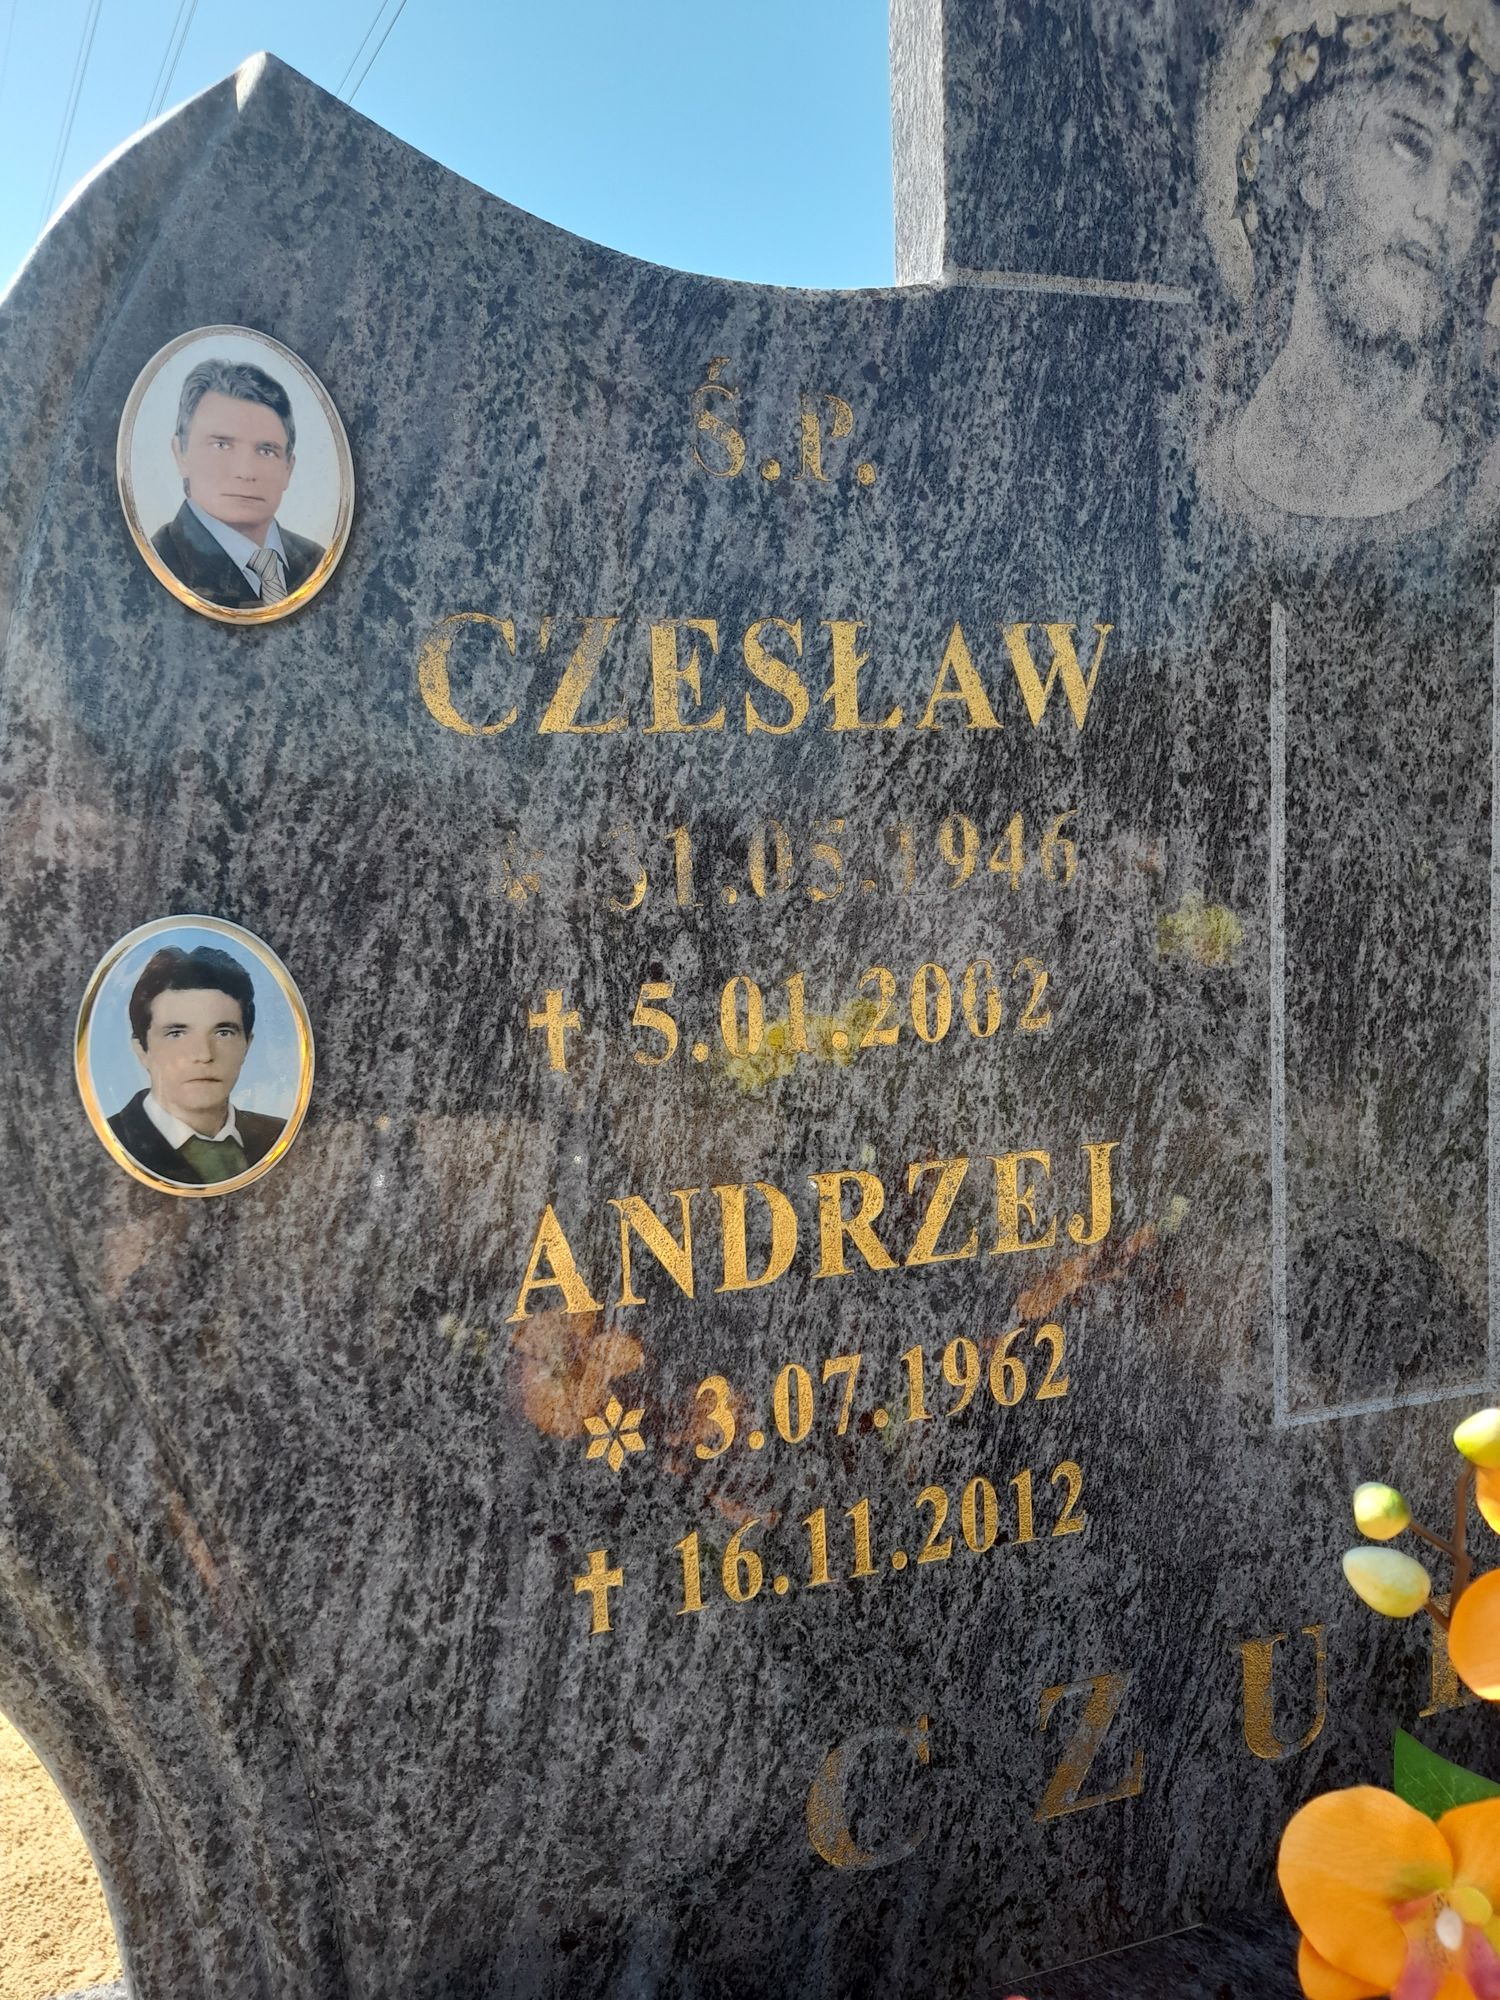 Ś.P.
CZESŁAW
* 31.05.1946
† 5.01.2002
ANDRZEJ
* 3.07.1962
† 16.11.2012